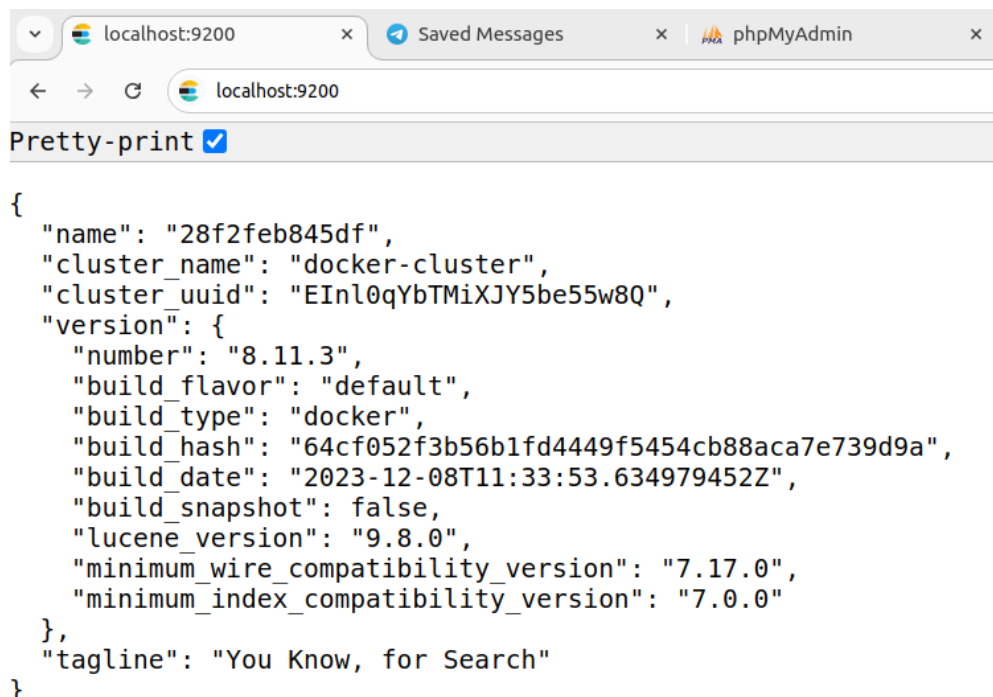 localhost:9200 Saved Messages phpMyAdmin
localhost:9200
Pretty-print
{
  "name": "28f2feb845df",
  "cluster_name": "docker-cluster",
  "cluster_uuid": "EInl0qYbTMiXJY5be55w8Q",
  "version": {
    "number": "8.11.3",
    "build_flavor": "default",
    "build_type": "docker",
    "build_hash": "64cf052f3b56b1fd4449f5454cb88aca7e739d9a",
    "build_date": "2023-12-08T11:33:53.634979452Z",
    "build_snapshot": false,
    "lucene_version": "9.8.0",
    "minimum_wire_compatibility_version": "7.17.0",
    "minimum_index_compatibility_version": "7.0.0"
  },
  "tagline": "You Know, for Search"
}